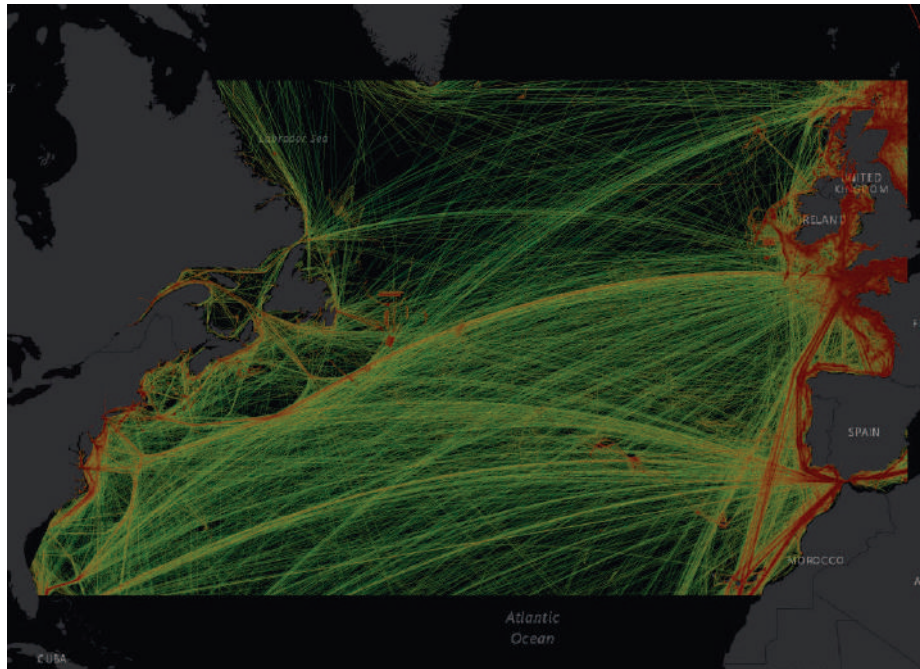 Labrador Sea
UNITED
KINGDOM
IRELAND
SPAIN
MOROCCO
Atlantic
Ocean
CUBA